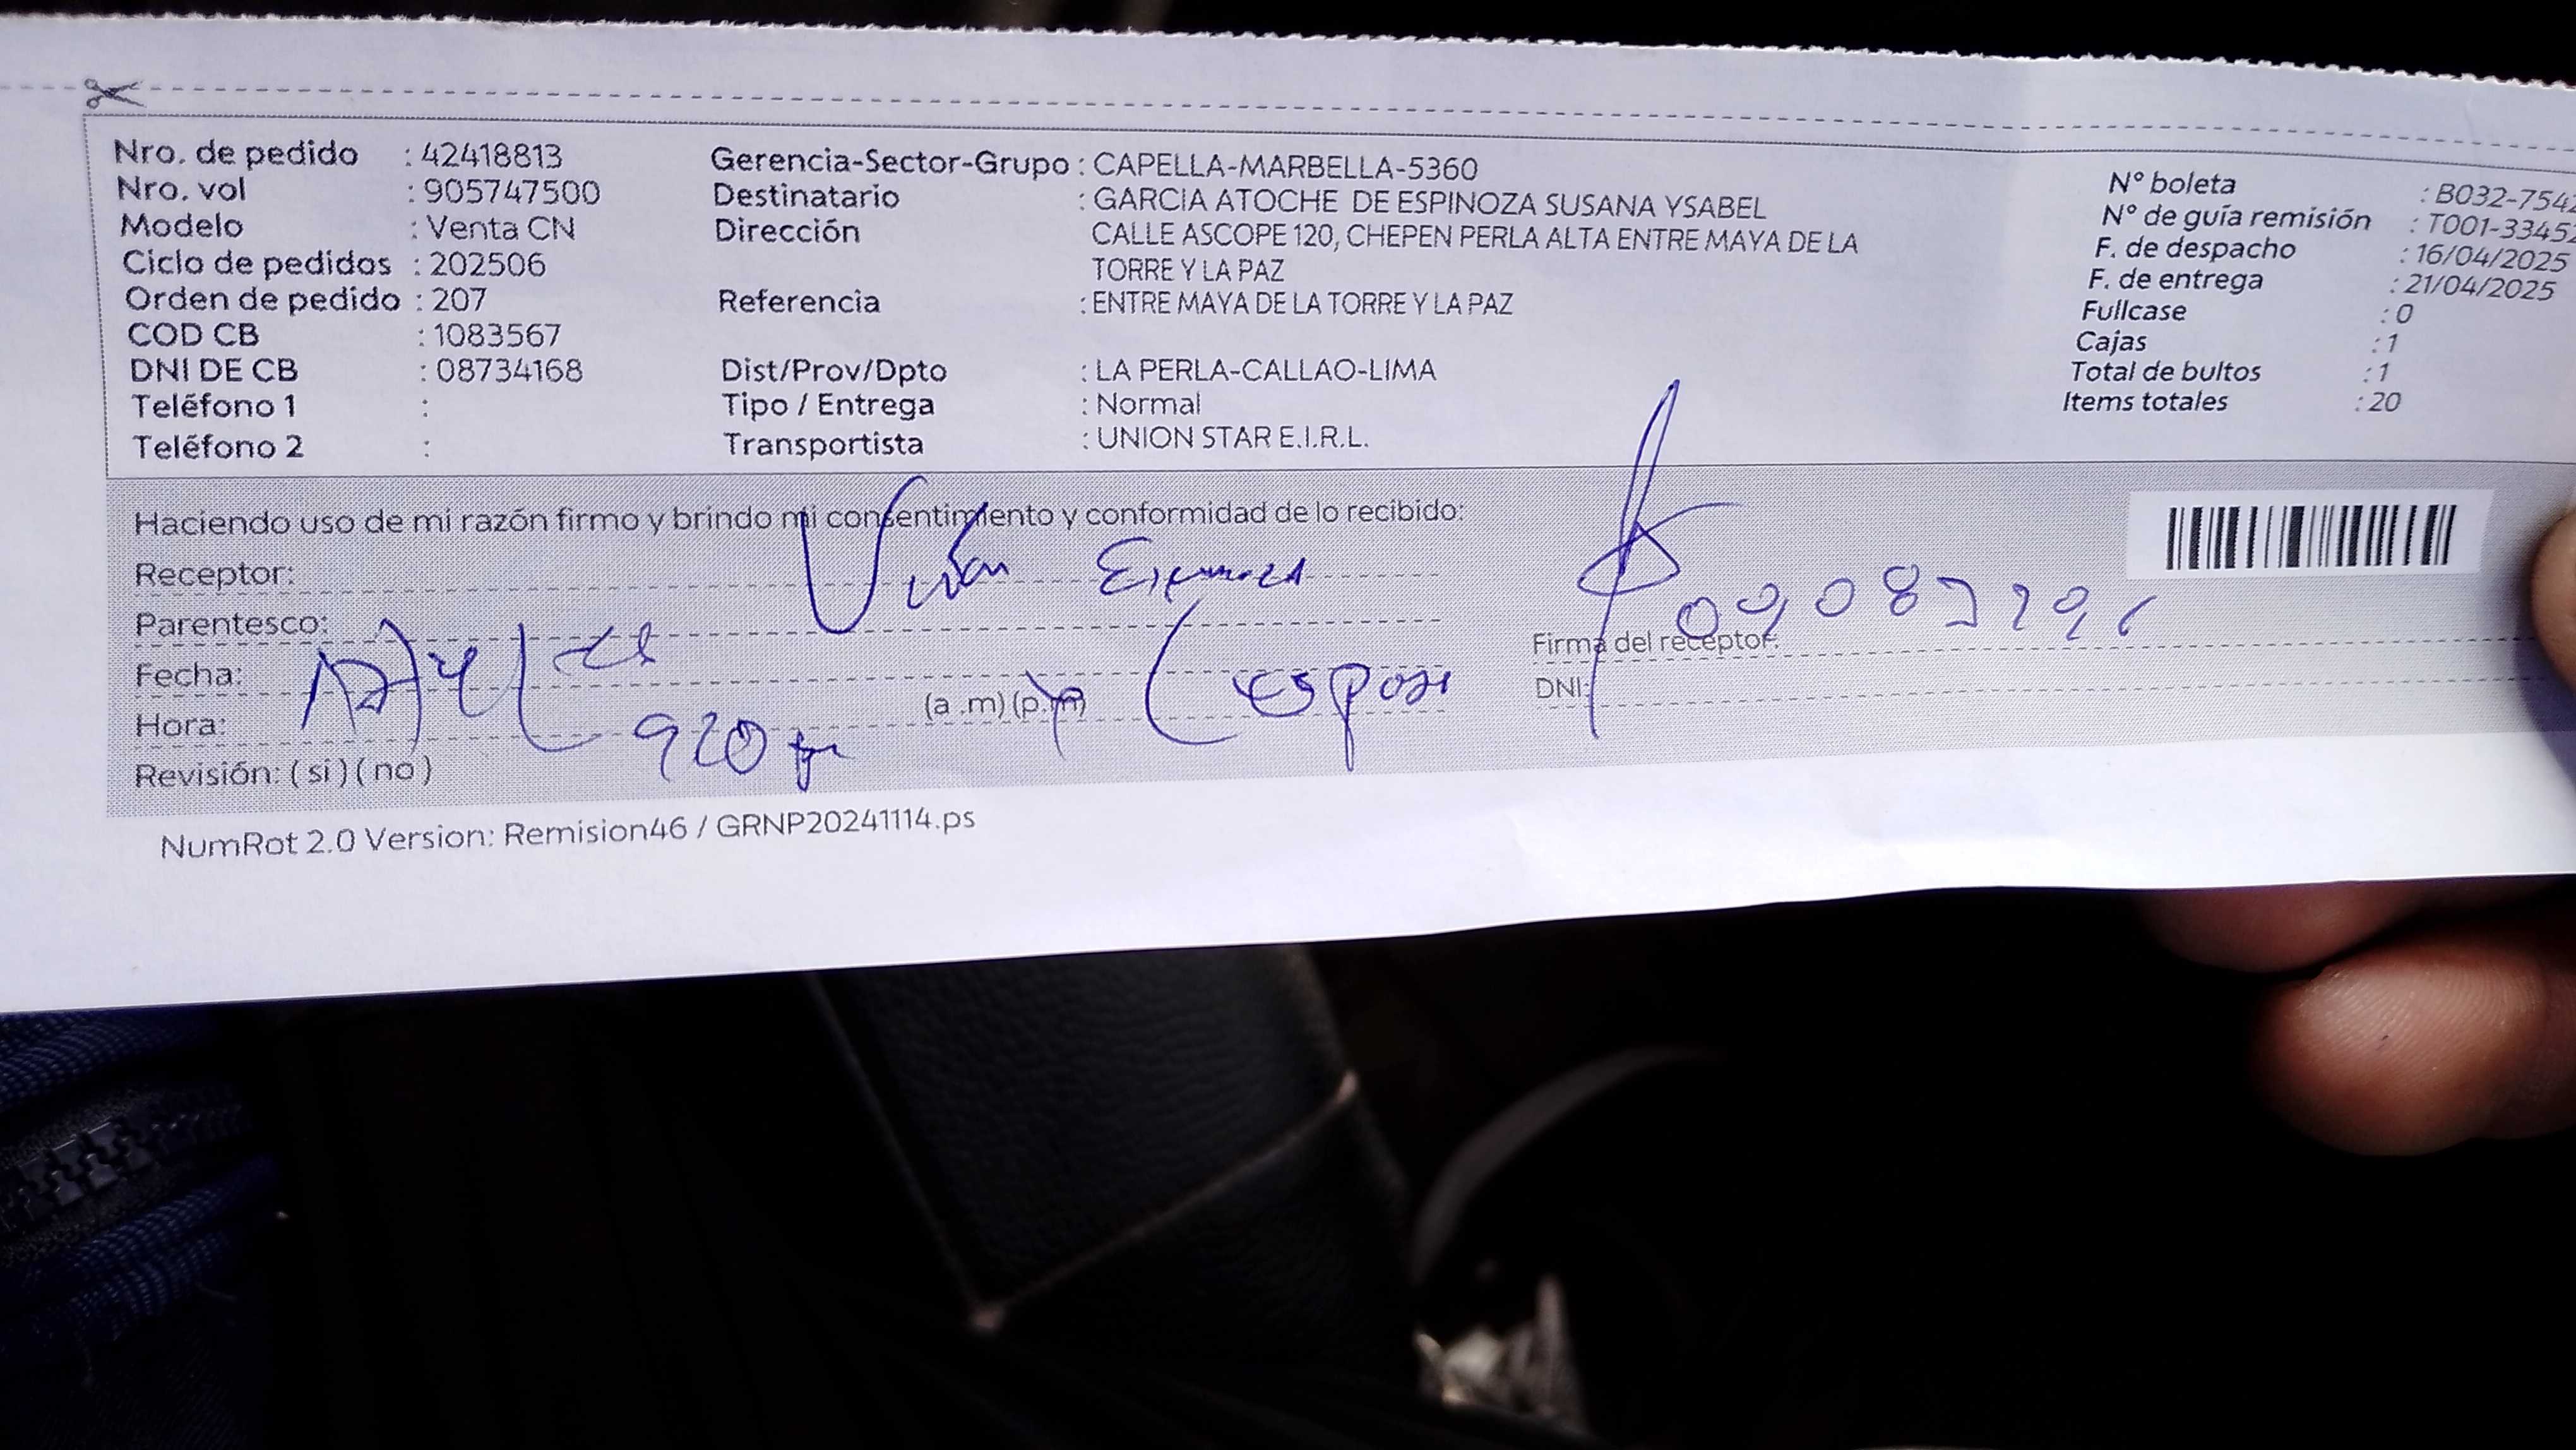 Nro. de pedido : 42418813
Nro. vol : 905747500
Modelo : Venta CN
Ciclo de pedidos : 202506
Orden de pedido : 207
COD CB : 1083567
DNI DE CB : 08734168
Teléfono 1 :
Teléfono 2 :
Gerencia-Sector-Grupo : CAPELLA-MARBELLA-5360
Destinatario : GARCIA ATOCHE DE ESPINOZA SUSANA YSABEL
Dirección CALLE ASCOPE 120, CHEPEN PERLA ALTA ENTRE MAYA DE LA
TORRE Y LA PAZ
Referencia : ENTRE MAYA DE LA TORRE Y LA PAZ
Dist/Prov/Dpto : LA PERLA-CALLAO-LIMA
Tipo / Entrega : Normal
Transportista : UNION STAR E.I.R.L.
N° boleta : B032-754
N° de guía remisión : T001-3345
F. de despacho : 16/04/2025
F. de entrega : 21/04/2025
Fullcase : 0
Cajas : 1
Total de bultos : 1
Items totales : 20
Haciendo uso de mi razón firmo y brindo mi consentimiento y conformidad de lo recibido:
Receptor:
Parentesco:
Fecha:
Hora: 920 (a .m) (p.m)
Revisión: ( si ) ( no )
Firma del receptor:
DNI:
NumRot 2.0 Version: Remision46 / GRNP20241114.ps